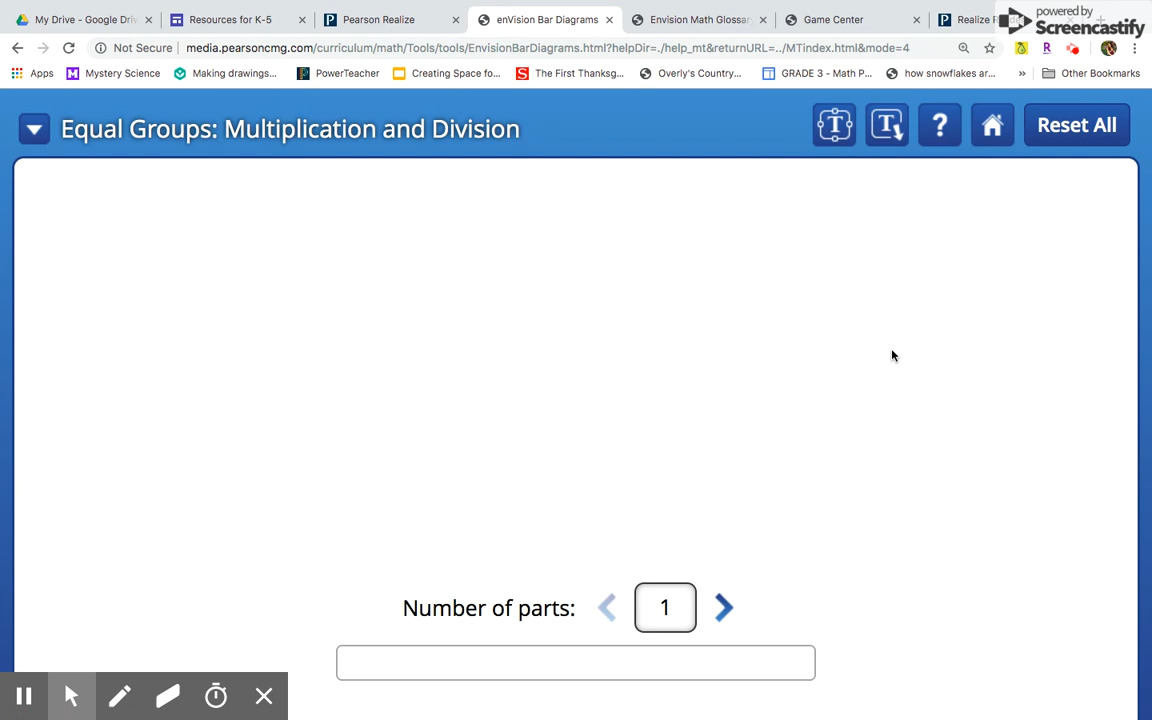 My Drive - Google Driv
Resources for K-5
Pearson Realize
enVision Bar Diagrams
Envision Math Glossar
Game Center
Realize R
powered by
Screencastify
Not Secure
media.pearsoncmg.com/curriculum/math/Tools/tools/EnvisionBarDiagrams.html?helpDir=./help_mt&returnURL=../MTindex.html&mode=4
R
Apps
Mystery Science
Making drawings...
PowerTeacher
Creating Space fo...
The First Thanksg...
Overly's Country...
GRADE 3 - Math P...
how snowflakes ar...
»
Other Bookmarks
Equal Groups: Multiplication and Division
T
T
?
Reset All
Number of parts:
1